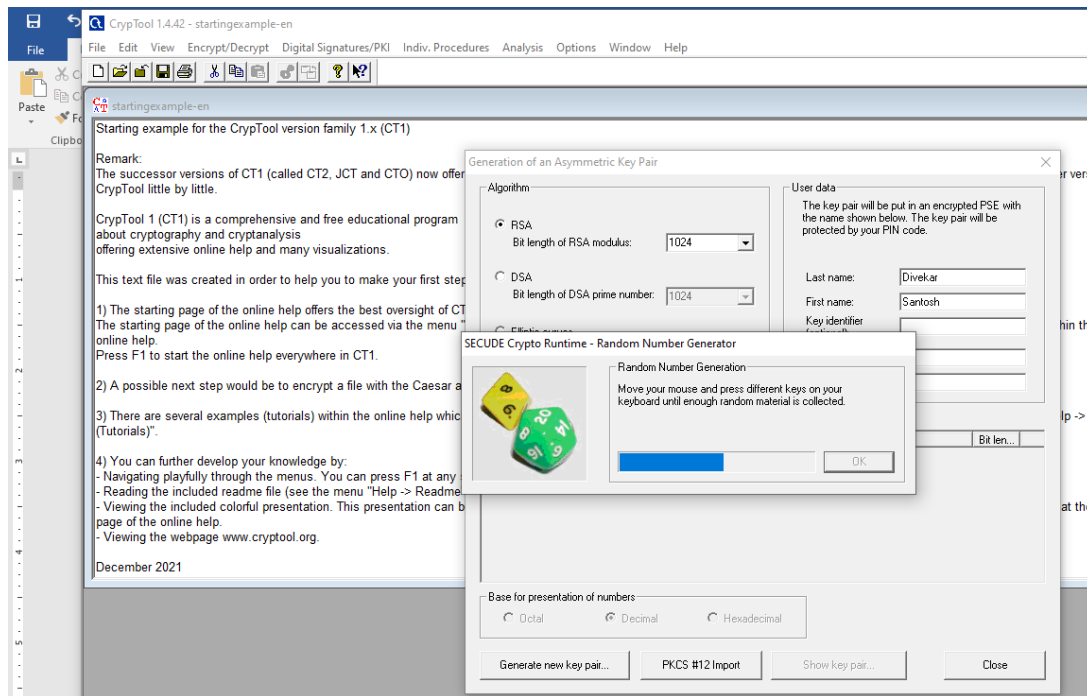 CrypTool 1.4.42 - startingexample-en
File
File Edit View Encrypt/Decrypt Digital Signatures/PKI Indiv. Procedures Analysis Options Window Help
Paste
Clipbo
startingexample-en
Starting example for the CrypTool version family 1.x (CT1)
Remark:
The successor versions of CT1 (called CT2, JCT and CTO) now offer
CrypTool little by little.
CrypTool 1 (CT1) is a comprehensive and free educational program
about cryptography and cryptanalysis
offering extensive online help and many visualizations.
This text file was created in order to help you to make your first step
1) The starting page of the online help offers the best oversight of CT
The starting page of the online help can be accessed via the menu "
online help.
Press F1 to start the online help everywhere in CT1.
2) A possible next step would be to encrypt a file with the Caesar a
3) There are several examples (tutorials) within the online help whic
(Tutorials)".
4) You can further develop your knowledge by:
- Navigating playfully through the menus. You can press F1 at any
- Reading the included readme file (see the menu "Help -> Readme
- Viewing the included colorful presentation. This presentation can b
page of the online help.
- Viewing the webpage www.cryptool.org.
December 2021
er ver
hin th
lp ->
at the
Generation of an Asymmetric Key Pair
Algorithm
RSA
Bit length of RSA modulus: 1024
DSA
Bit length of DSA prime number: 1024
User data
The key pair will be put in an encrypted PSE with
the name shown below. The key pair will be
protected by your PIN code.
Last name: Divekar
First name: Santosh
Key identifier
SECUDE Crypto Runtime - Random Number Generator
Random Number Generation
Move your mouse and press different keys on your
keyboard until enough random material is collected.
OK
Bit len...
Base for presentation of numbers
Octal Decimal Hexadecimal
Generate new key pair... PKCS #12 Import Show key pair... Close